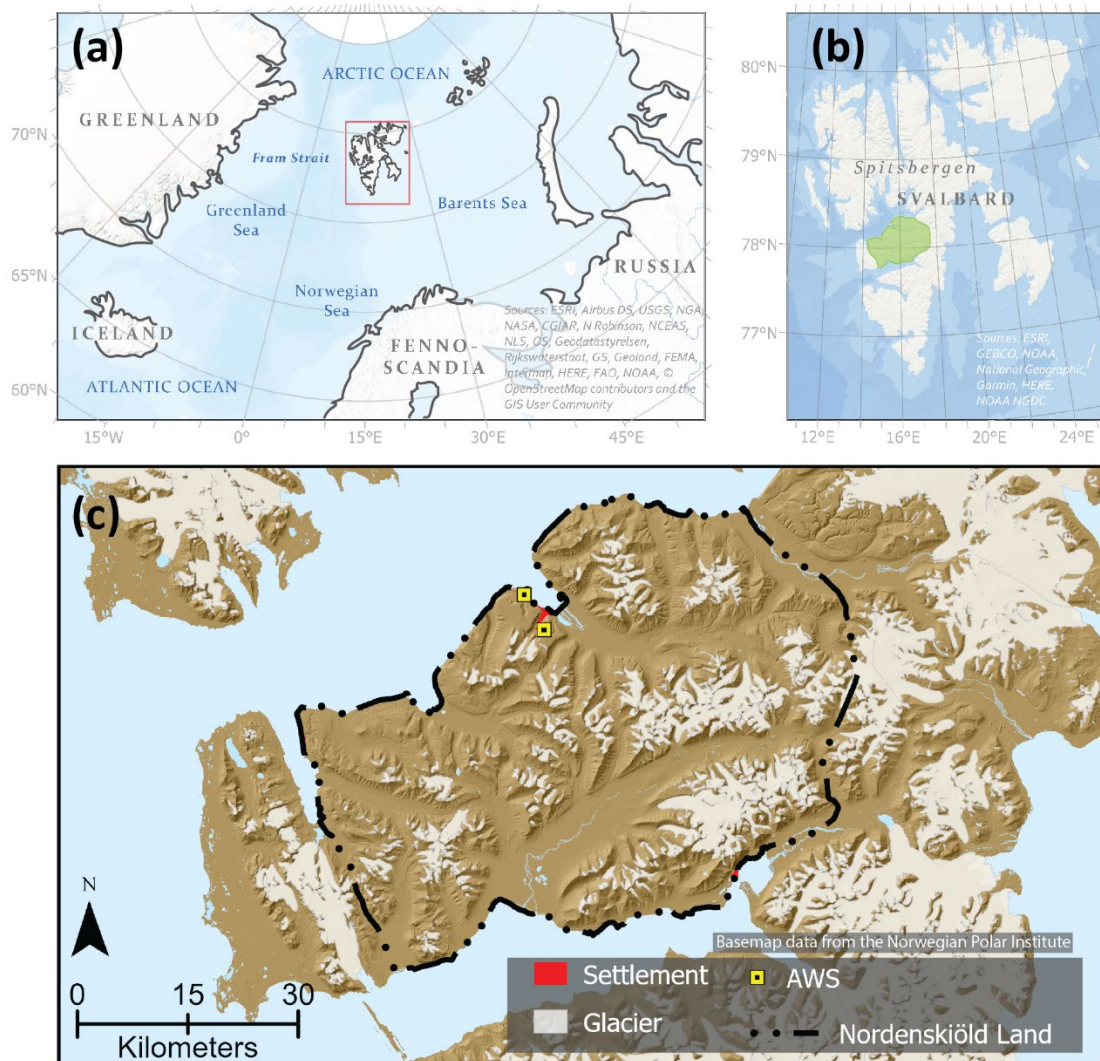 (a)
ARCTIC OCEAN
GREENLAND
70°N
Fram Strait
Greenland
Sea
Barents Sea
65°N
RUSSIA
Norwegian
Sea
ICELAND
FENNO-
SCANDIA
ATLANTIC OCEAN
60°N
Sources: ESRI, Airbus DS, USGS, NGA,
NASA, CGIAR, N Robinson, NCEAS,
NLS, OS, Geodatastyrelsen,
Rijkswaterstaat, GS, Geoland, FEMA,
Intermap, HERE, FAO, NOAA, ©
OpenStreetMap contributors and the
GIS User Community
15°W 0° 15°E 30°E 45°E
(b)
80°N
79°N
Spitsbergen
SVALBARD
78°N
77°N
Sources: ESRI,
GEBCO, NOAA,
National Geographic,
Garmin, HERE,
NOAA NGDC
12°E 16°E 20°E 24°E
(c)
N
0 15 30
Kilometers
Basemap data from the Norwegian Polar Institute
Settlement AWS
Glacier Nordenskiöld Land